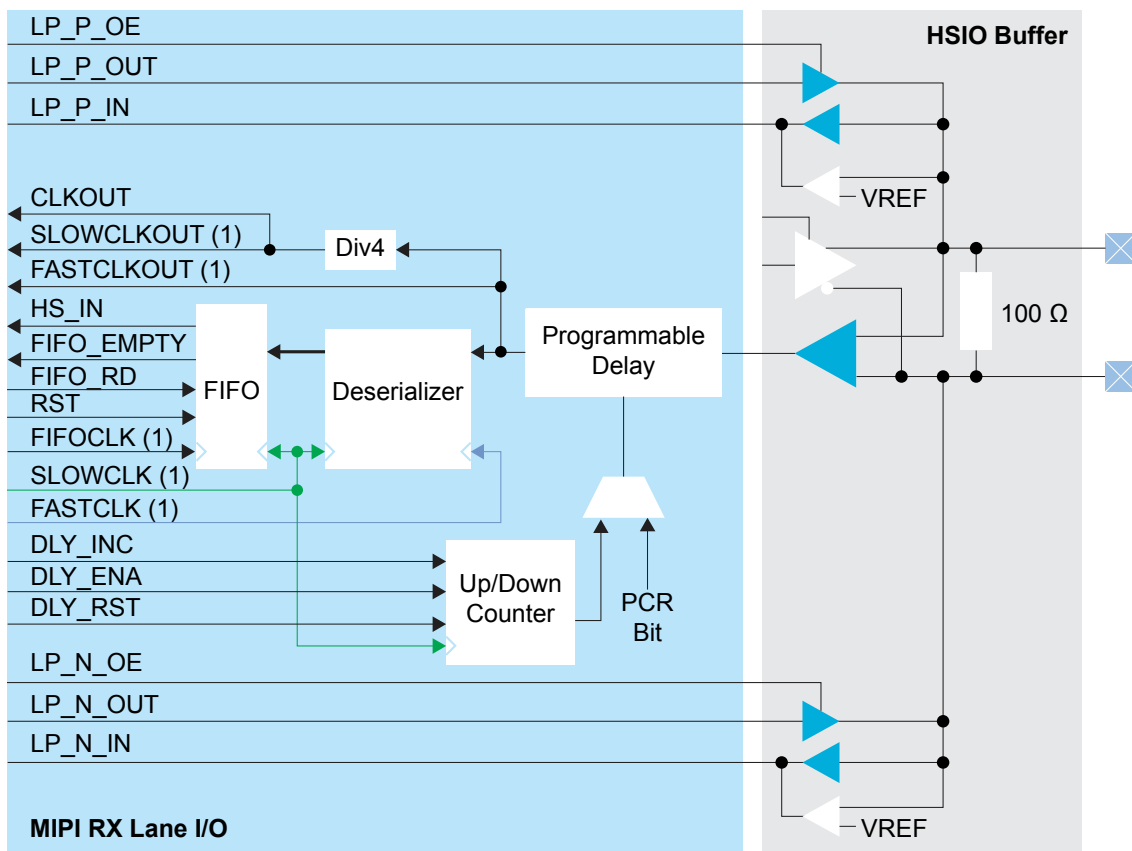 LP_P_OE
HSIO Buffer
LP_P_OUT
LP_P_IN
VREF
CLKOUT
SLOWCLKOUT (1)
Div4
FASTCLKOUT (1)
HS_IN
FIFO_EMPTY
FIFO_RD
RST
FIFOCLK (1)
SLOWCLK (1)
FASTCLK (1)
FIFO
Deserializer
Programmable
Delay
100 Ω
DLY_INC
DLY_ENA
DLY_RST
Up/Down
Counter
PCR
Bit
LP_N_OE
LP_N_OUT
LP_N_IN
VREF
MIPI RX Lane I/O